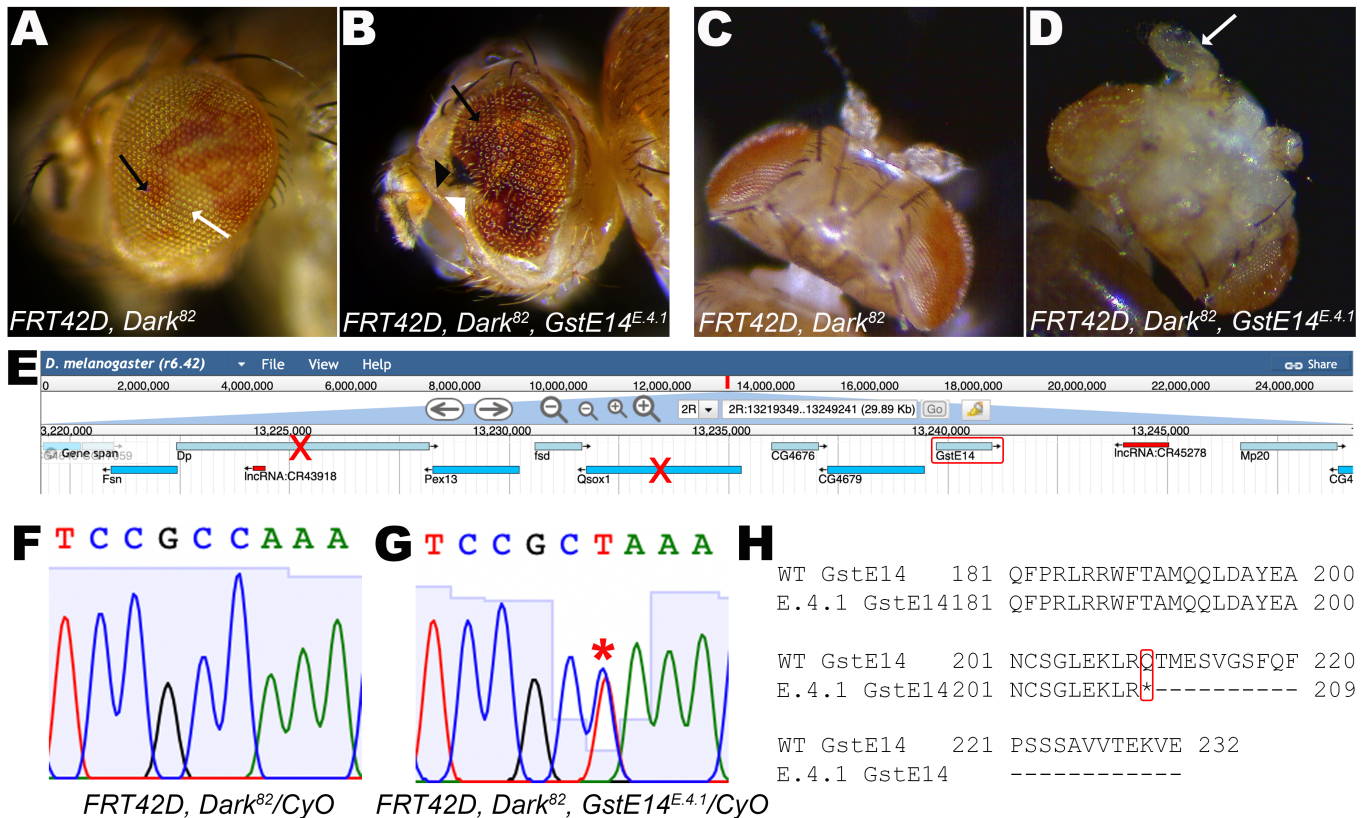 A
B
C
D
FRT42D, Dark82
FRT42D, Dark82, GstE14E.4.1
FRT42D, Dark82
FRT42D, Dark82, GstE14E.4.1
E
D. melanogaster (r6.42) File View Help Share
0 2,000,000 4,000,000 6,000,000 8,000,000 10,000,000 12,000,000 14,000,000 16,000,000 18,000,000 20,000,000 22,000,000 24,000,000
2R 2R:13219349..13249241 (29.89 Kb) Go
3,220,000 13,225,000 13,230,000 13,235,000 13,240,000 13,245,000
Gene span Dp X fsd CG4676 GstE14 lncRNA:CR45278 Mp20
Fsn lncRNA:CR43918 Pex13 Qsox1 X CG4679 CG4
F
T C C G C C A A A
FRT42D, Dark82/CyO
G
T C C G C T A A A
*
FRT42D, Dark82, GstE14E.4.1/CyO
H
WT GstE14 181 QFPRLRRWFTAMQQLDAYEA 200
E.4.1 GstE14181 QFPRLRRWFTAMQQLDAYEA 200
WT GstE14 201 NCSGLEKLRQTMESVGSFQF 220
E.4.1 GstE14201 NCSGLEKLR*---------- 209
WT GstE14 221 PSSSAVVTEKVE 232
E.4.1 GstE14 ------------